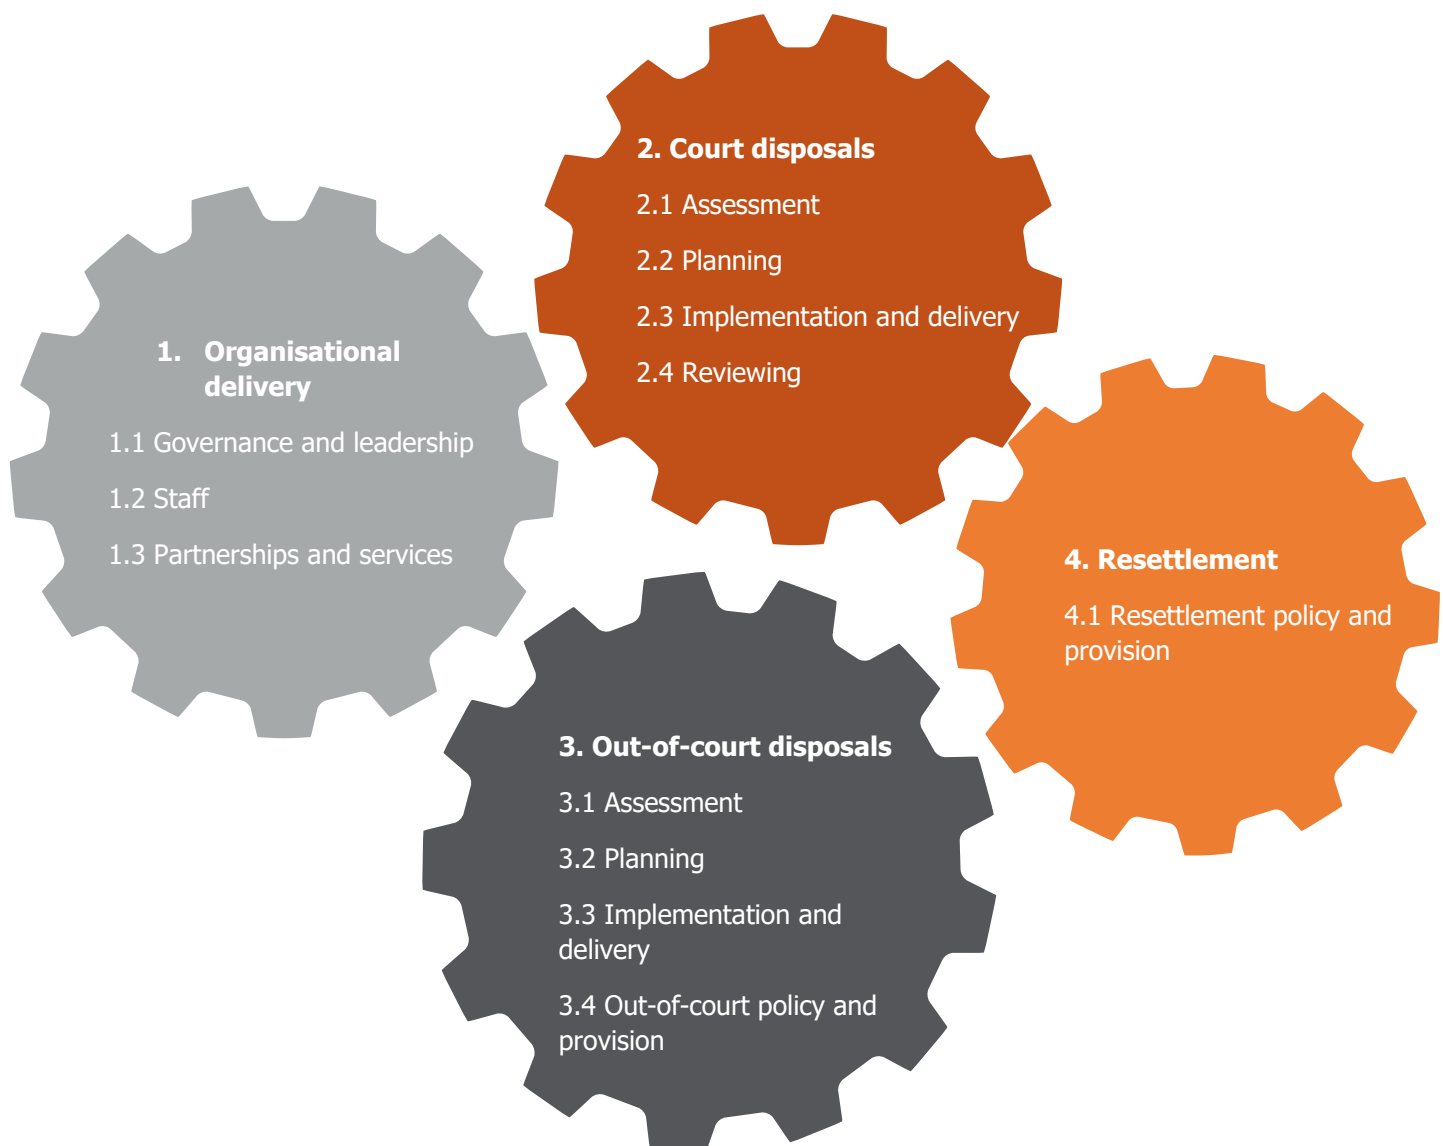 1. Organisational
delivery
1.1 Governance and leadership
1.2 Staff
1.3 Partnerships and services
2. Court disposals
2.1 Assessment
2.2 Planning
2.3 Implementation and delivery
2.4 Reviewing
3. Out-of-court disposals
3.1 Assessment
3.2 Planning
3.3 Implementation and
delivery
3.4 Out-of-court policy and
provision
4. Resettlement
4.1 Resettlement policy and
provision